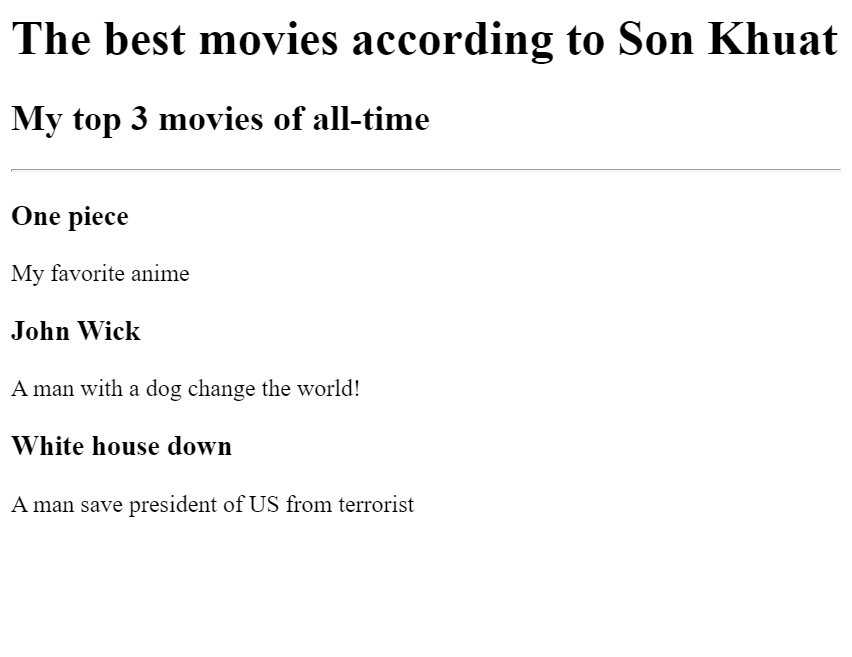 The best movies according to Son Khuat
My top 3 movies of all-time
One piece
My favorite anime
John Wick
A man with a dog change the world!
White house down
A man save president of US from terrorist